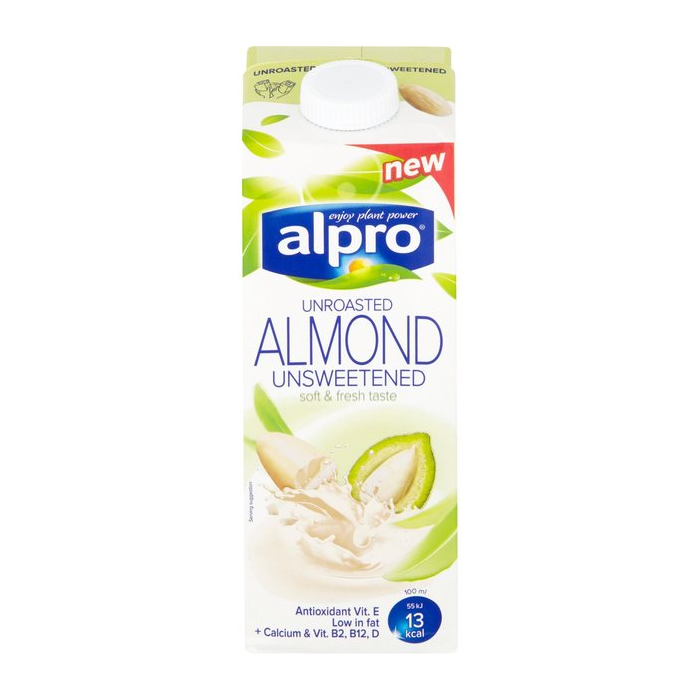 UNROASTED
SWEETENED
new
enjoy plant power
alpro®
UNROASTED
ALMOND
UNSWEETENED
soft & fresh taste
Serving suggestion
100 ml
55 kJ
13
kcal
Antioxidant Vit. E
Low in fat
+ Calcium & Vit. B2, B12, D